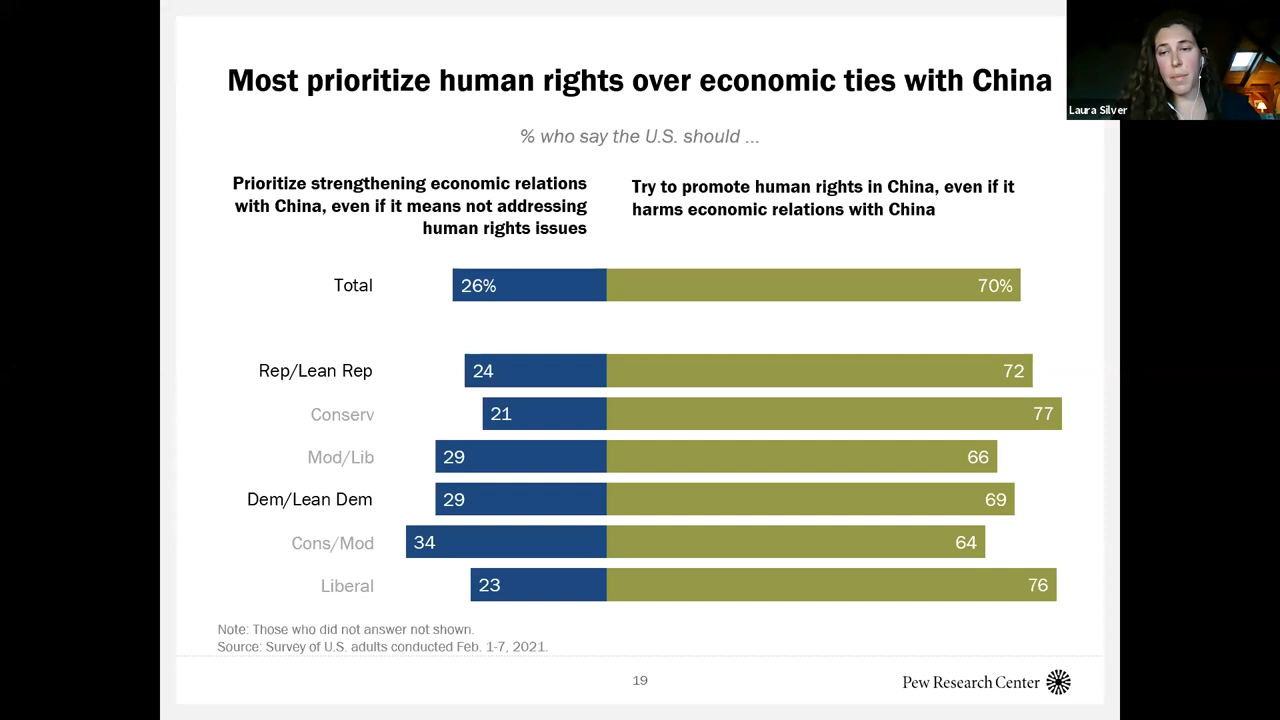 Most prioritize human rights over economic ties with China
Laura Silver
% who say the U.S. should ...
Prioritize strengthening economic relations
with China, even if it means not addressing
human rights issues
Try to promote human rights in China, even if it
harms economic relations with China
Total 26% 70%
Rep/Lean Rep 24 72
Conserv 21 77
Mod/Lib 29 66
Dem/Lean Dem 29 69
Cons/Mod 34 64
Liberal 23 76
Note: Those who did not answer not shown.
Source: Survey of U.S. adults conducted Feb. 1-7, 2021.
19
Pew Research Center